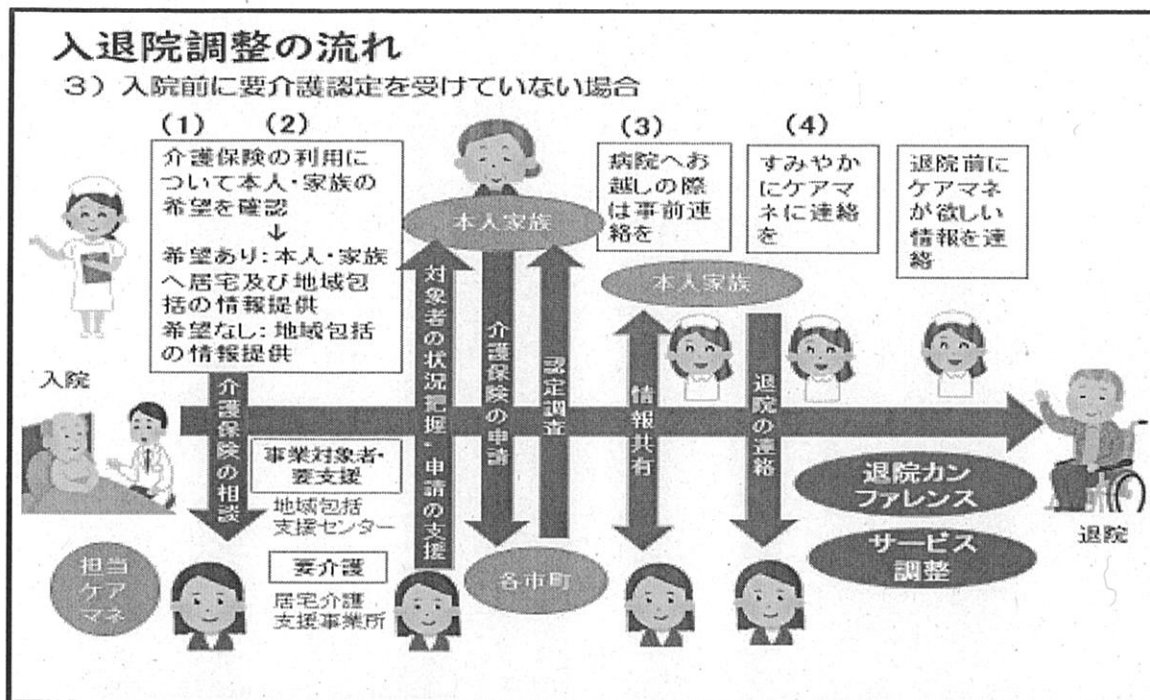 入退院調整の流れ
3）入院前に要介護認定を受けていない場合
(1)
(2)
介護保険の利用に
ついて本人・家族の
希望を確認
↓
希望あり：本人・家族
へ居宅及び地域包
括の情報提供
希望なし：地域包括
の情報提供
本人家族
(3)
病院へお
越しの際
は事前連
絡を
本人家族
(4)
すみやか
にケアマ
ネに連絡
を
退院前に
ケアマネ
が欲しい
情報を連
絡
入院
介護保険の相談
対象者の状況把握・申請の支援
介護保険の申請
認定調査
情報共有
退院の連絡
事業対象者・
要支援
地域包括
支援センター
要介護
居宅介護
支援事業所
担当
ケア
マネ
各市町
退院カン
ファレンス
サービス
調整
退院